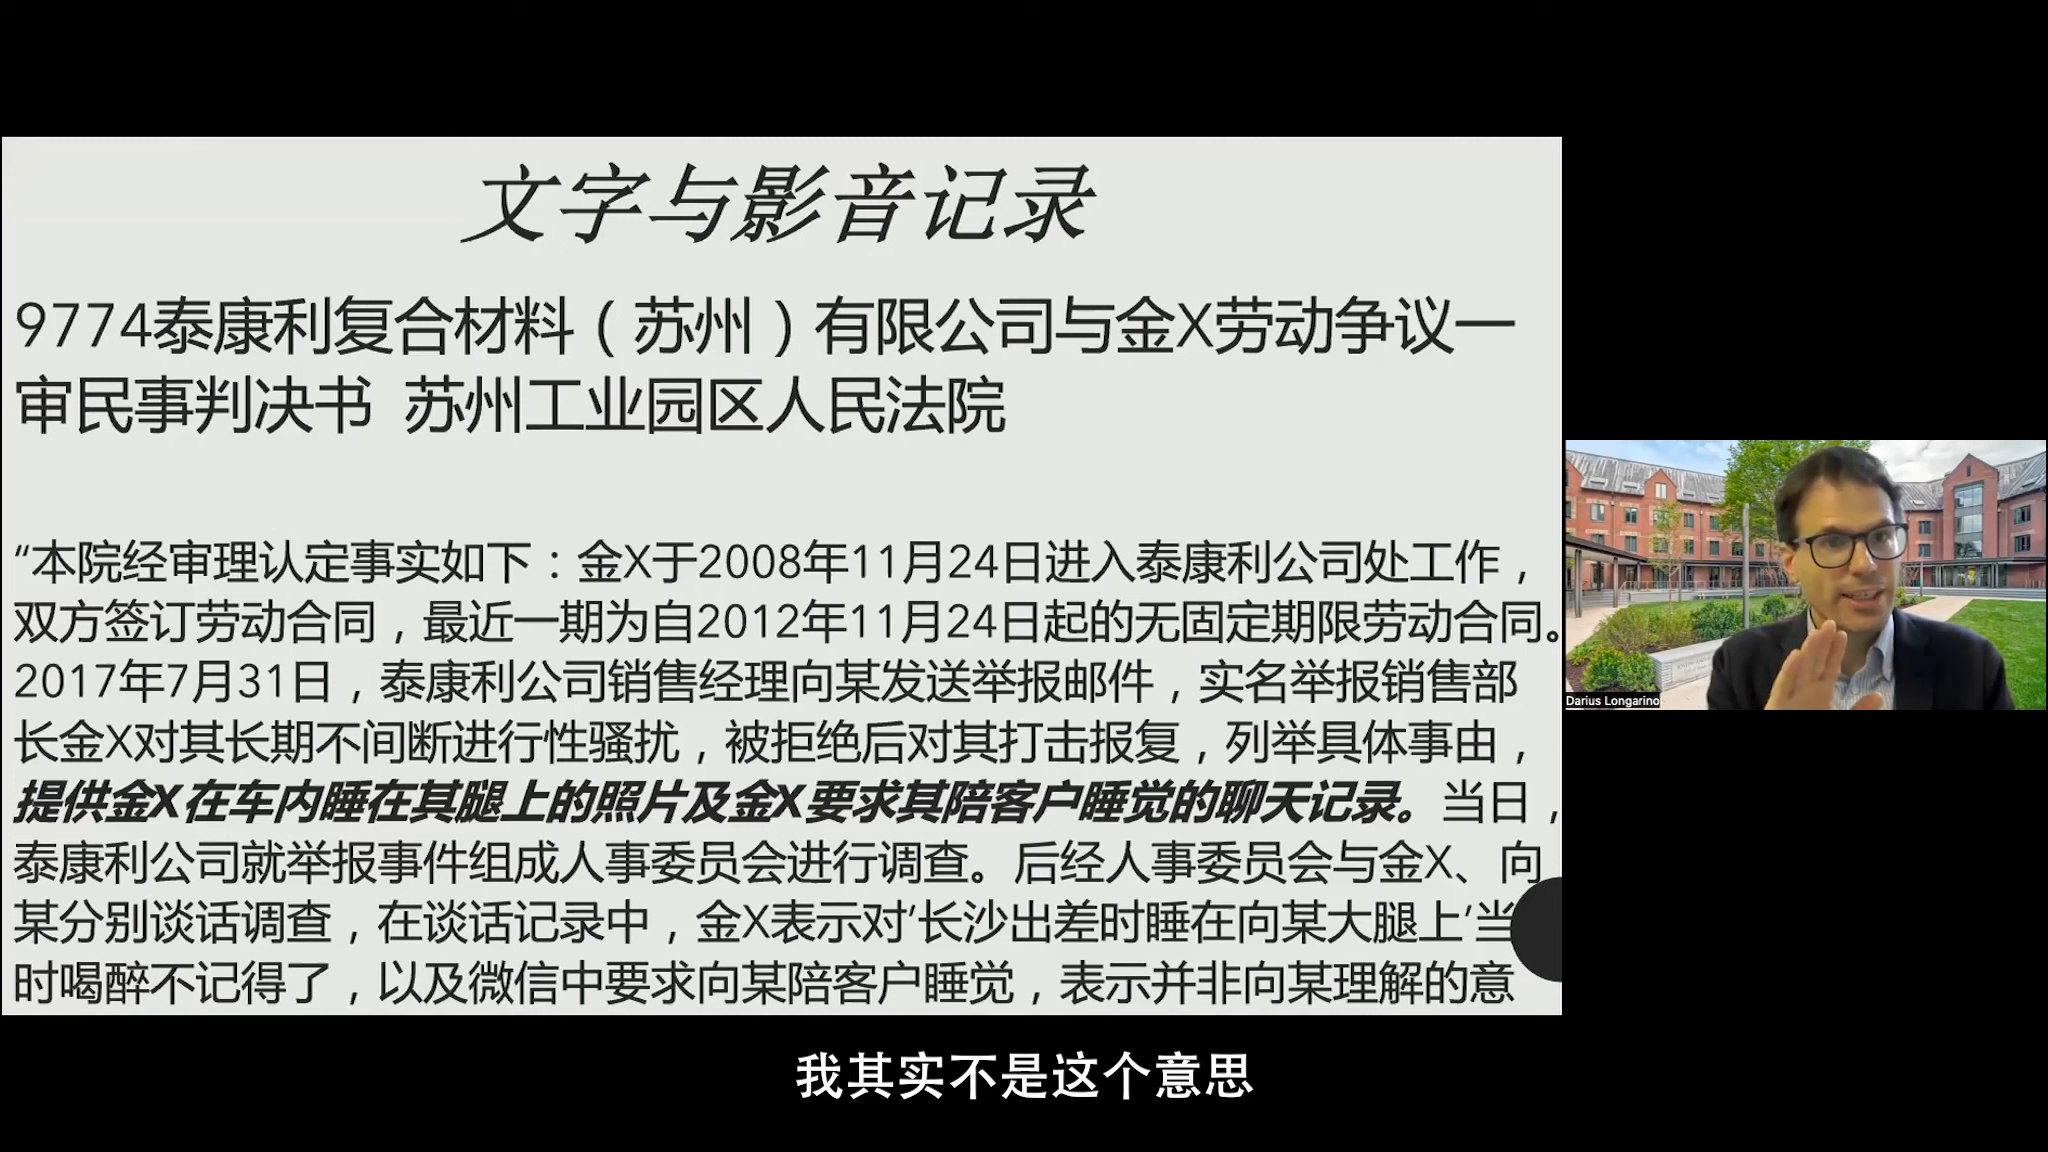 文字与影音记录
9774泰康利复合材料（苏州）有限公司与金X劳动争议一
审民事判决书 苏州工业园区人民法院
“本院经审理认定事实如下：金X于2008年11月24日进入泰康利公司处工作，
双方签订劳动合同，最近一期为自2012年11月24日起的无固定期限劳动合同。
2017年7月31日，泰康利公司销售经理向某发送举报邮件，实名举报销售部
长金X对其长期不间断进行性骚扰，被拒绝后对其打击报复，列举具体事由，
提供金X在车内睡在其腿上的照片及金X要求其陪客户睡觉的聊天记录。当日，
泰康利公司就举报事件组成人事委员会进行调查。后经人事委员会与金X、向
某分别谈话调查，在谈话记录中，金X表示对‘长沙出差时睡在向某大腿上’当
时喝醉不记得了，以及微信中要求向某陪客户睡觉，表示并非向某理解的意
Darius Longarino
我其实不是这个意思